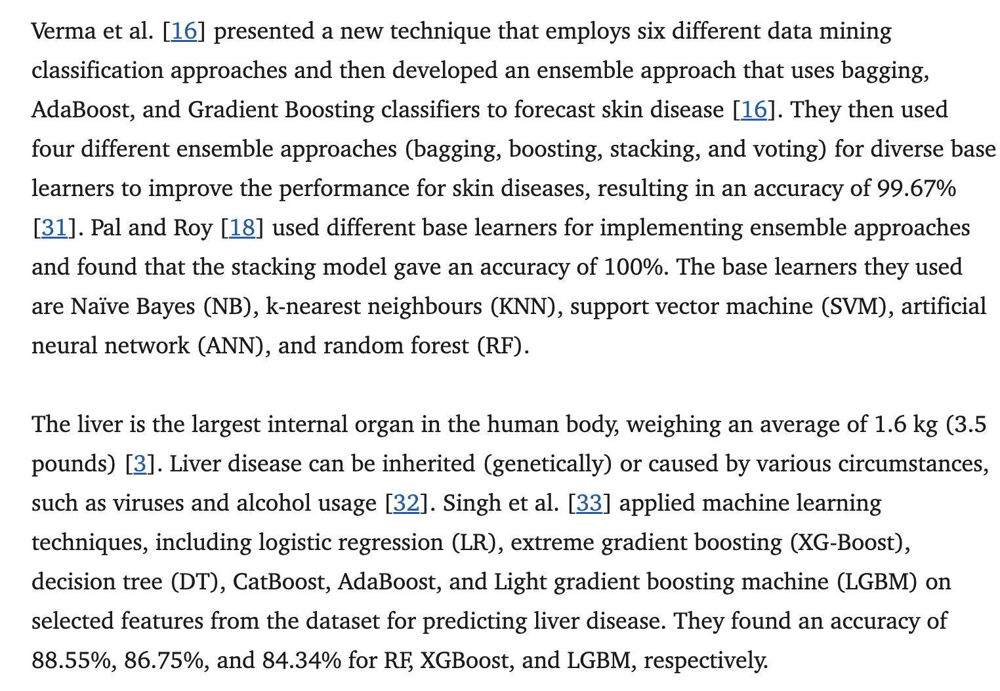 Verma et al. [16] presented a new technique that employs six different data mining
classification approaches and then developed an ensemble approach that uses bagging,
AdaBoost, and Gradient Boosting classifiers to forecast skin disease [16]. They then used
four different ensemble approaches (bagging, boosting, stacking, and voting) for diverse base
learners to improve the performance for skin diseases, resulting in an accuracy of 99.67%
[31]. Pal and Roy [18] used different base learners for implementing ensemble approaches
and found that the stacking model gave an accuracy of 100%. The base learners they used
are Naïve Bayes (NB), k-nearest neighbours (KNN), support vector machine (SVM), artificial
neural network (ANN), and random forest (RF).
The liver is the largest internal organ in the human body, weighing an average of 1.6 kg (3.5
pounds) [3]. Liver disease can be inherited (genetically) or caused by various circumstances,
such as viruses and alcohol usage [32]. Singh et al. [33] applied machine learning
techniques, including logistic regression (LR), extreme gradient boosting (XG-Boost),
decision tree (DT), CatBoost, AdaBoost, and Light gradient boosting machine (LGBM) on
selected features from the dataset for predicting liver disease. They found an accuracy of
88.55%, 86.75%, and 84.34% for RF, XGBoost, and LGBM, respectively.